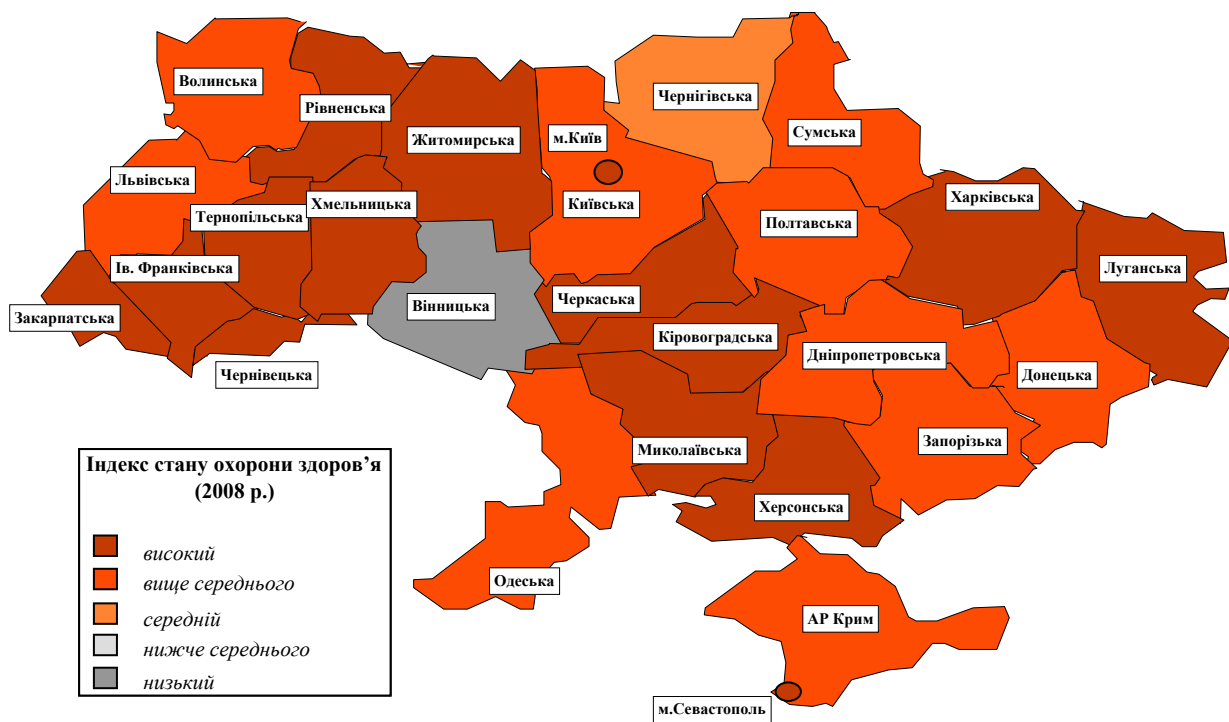 Волинська
Рівненська
Житомирська
м.Київ
Чернігівська
Сумська
Львівська
Тернопільська
Хмельницька
Київська
Полтавська
Харківська
Ів. Франківська
Луганська
Закарпатська
Вінницька
Черкаська
Кіровоградська
Чернівецька
Дніпропетровська
Донецька
Миколаївська
Запорізька
Херсонська
Одеська
АР Крим
м.Севастополь
Індекс стану охорони здоров’я
(2008 р.)
високий
вище середнього
середній
нижче середнього
низький